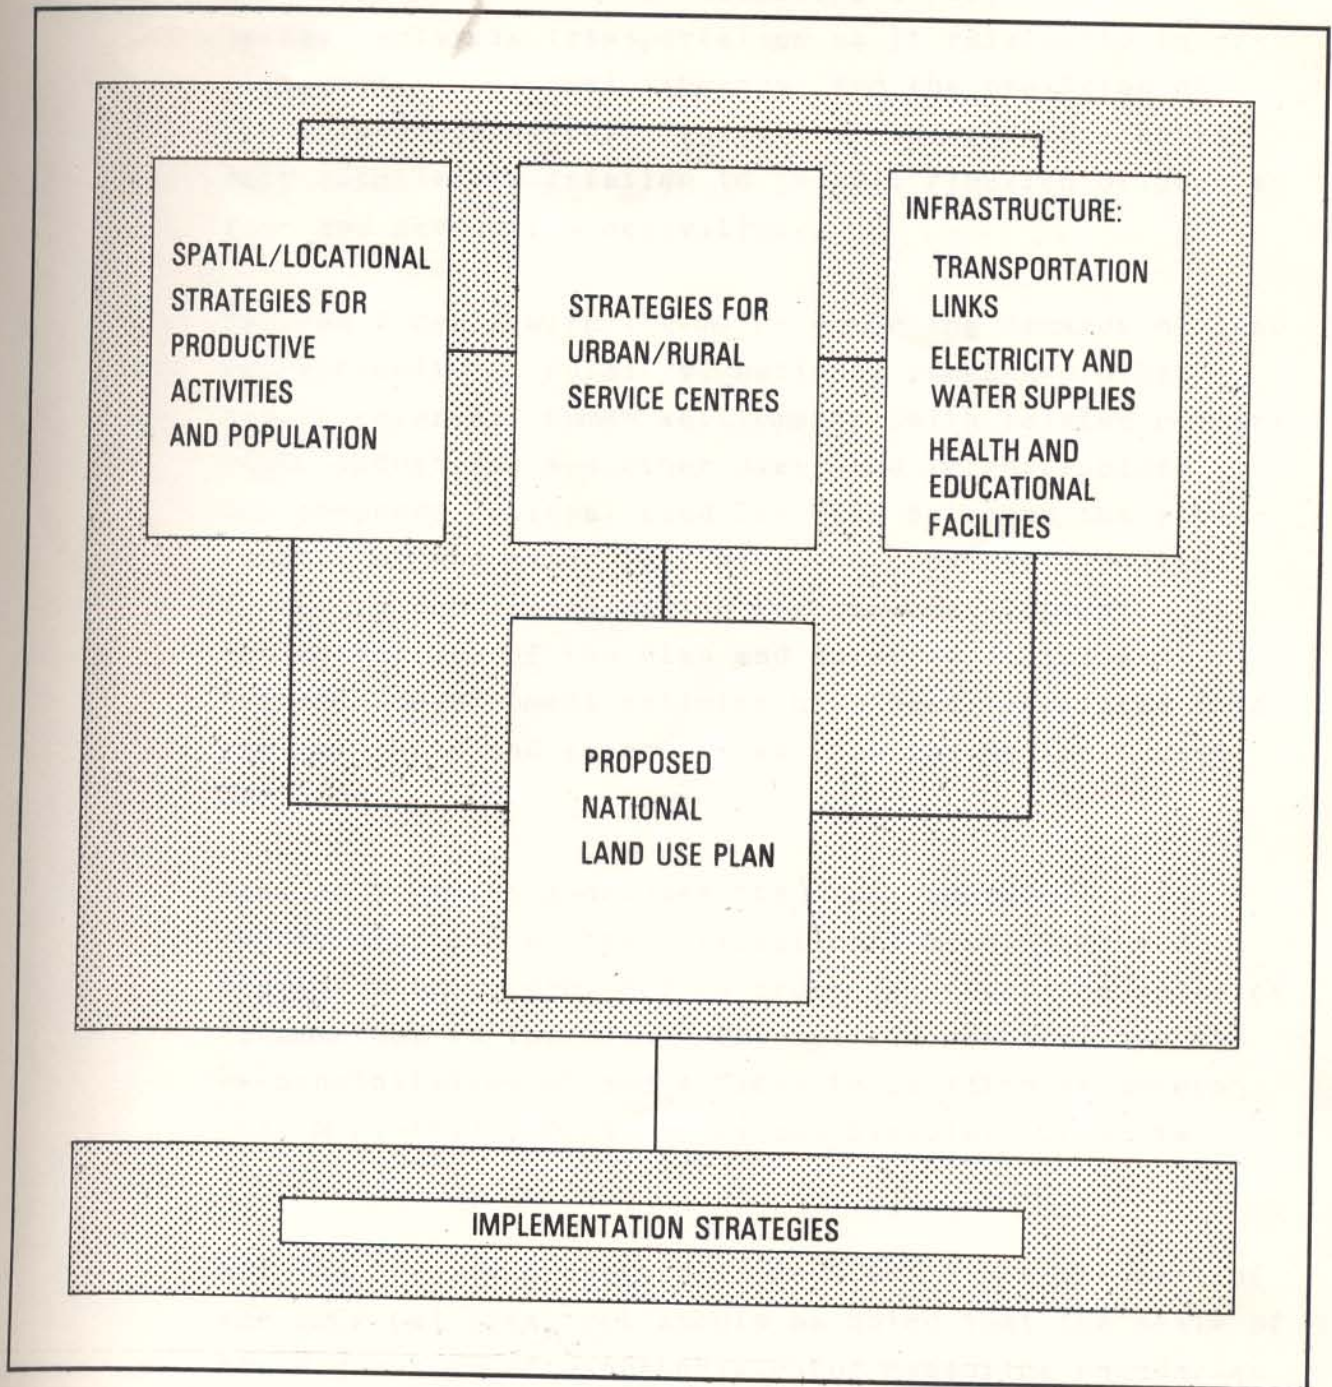 SPATIAL/LOCATIONAL
STRATEGIES FOR
PRODUCTIVE
ACTIVITIES
AND POPULATION
STRATEGIES FOR
URBAN/RURAL
SERVICE CENTRES
INFRASTRUCTURE:
TRANSPORTATION
LINKS
ELECTRICITY AND
WATER SUPPLIES
HEALTH AND
EDUCATIONAL
FACILITIES
PROPOSED
NATIONAL
LAND USE PLAN
IMPLEMENTATION STRATEGIES